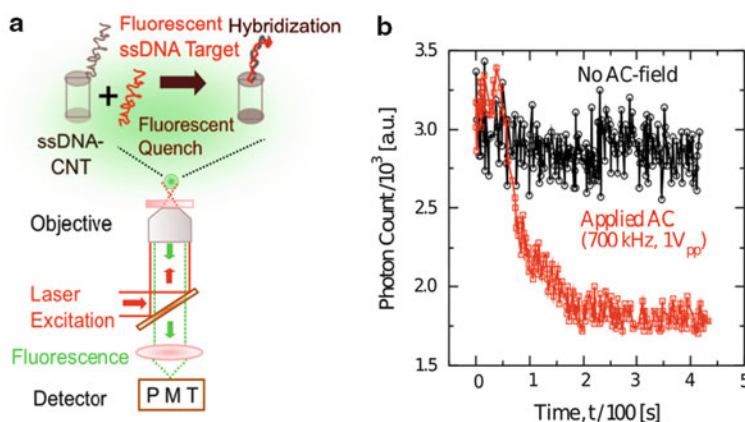 a
Fluorescent
ssDNA Target
Hybridization
+
ssDNA-
CNT
Fluorescent
Quench
Objective
Laser
Excitation
Fluorescence
Detector
PMT
b
Photon Count/10³ [a.u.]
3.5
3.0
2.5
2.0
1.5
No AC-field
Applied AC
(700 kHz, 1Vpp)
0 1 2 3 4 5
Time, t/100 [s]